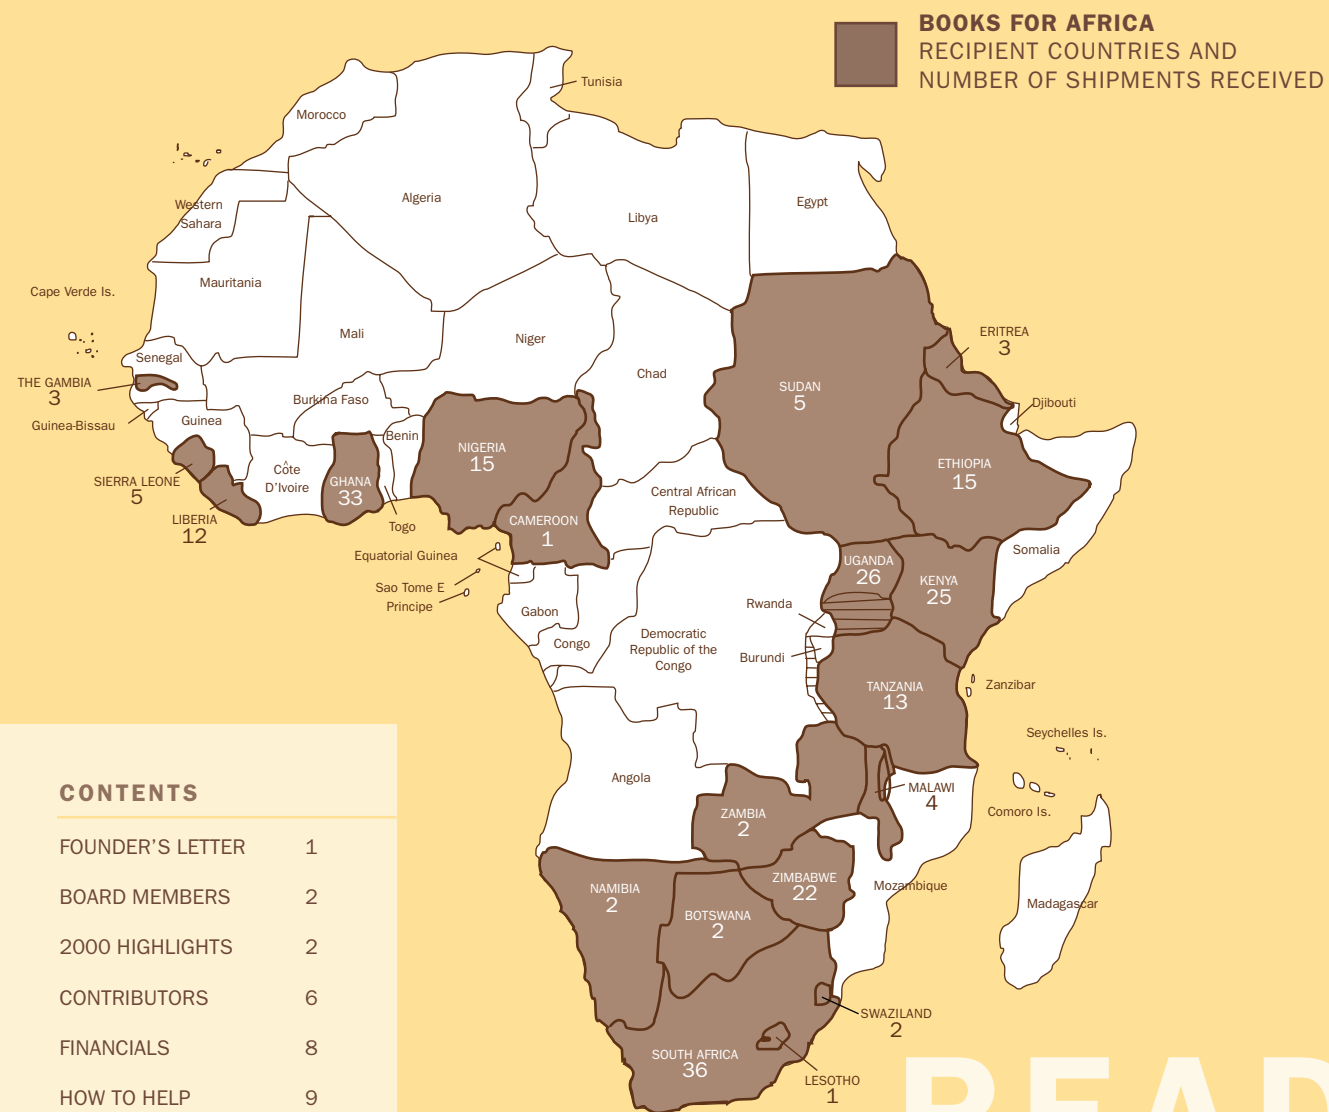 BOOKS FOR AFRICA
RECIPIENT COUNTRIES AND
NUMBER OF SHIPMENTS RECEIVED
Tunisia
Morocco
Algeria
Libya
Egypt
Western
Sahara
Mauritania
Cape Verde Is.
Mali
Niger
Chad
SUDAN
5
ERITREA
3
Senegal
THE GAMBIA
3
Guinea-Bissau
Guinea
Burkina Faso
Benin
Djibouti
NIGERIA
15
ETHIOPIA
15
SIERRA LEONE
5
Côte
D'Ivoire
GHANA
33
LIBERIA
12
Togo
CAMEROON
1
Central African
Republic
Somalia
Equatorial Guinea
Sao Tome E
Principe
UGANDA
26
KENYA
25
Gabon
Congo
Rwanda
Democratic
Republic of the
Congo
Burundi
TANZANIA
13
Zanzibar
Seychelles Is.
Angola
MALAWI
4
Comoro Is.
ZAMBIA
2
ZIMBABWE
22
Mozambique
Madagascar
NAMIBIA
2
BOTSWANA
2
SWAZILAND
2
SOUTH AFRICA
36
LESOTHO
1
CONTENTS
FOUNDER'S LETTER 1
BOARD MEMBERS 2
2000 HIGHLIGHTS 2
CONTRIBUTORS 6
FINANCIALS 8
HOW TO HELP 9
READ